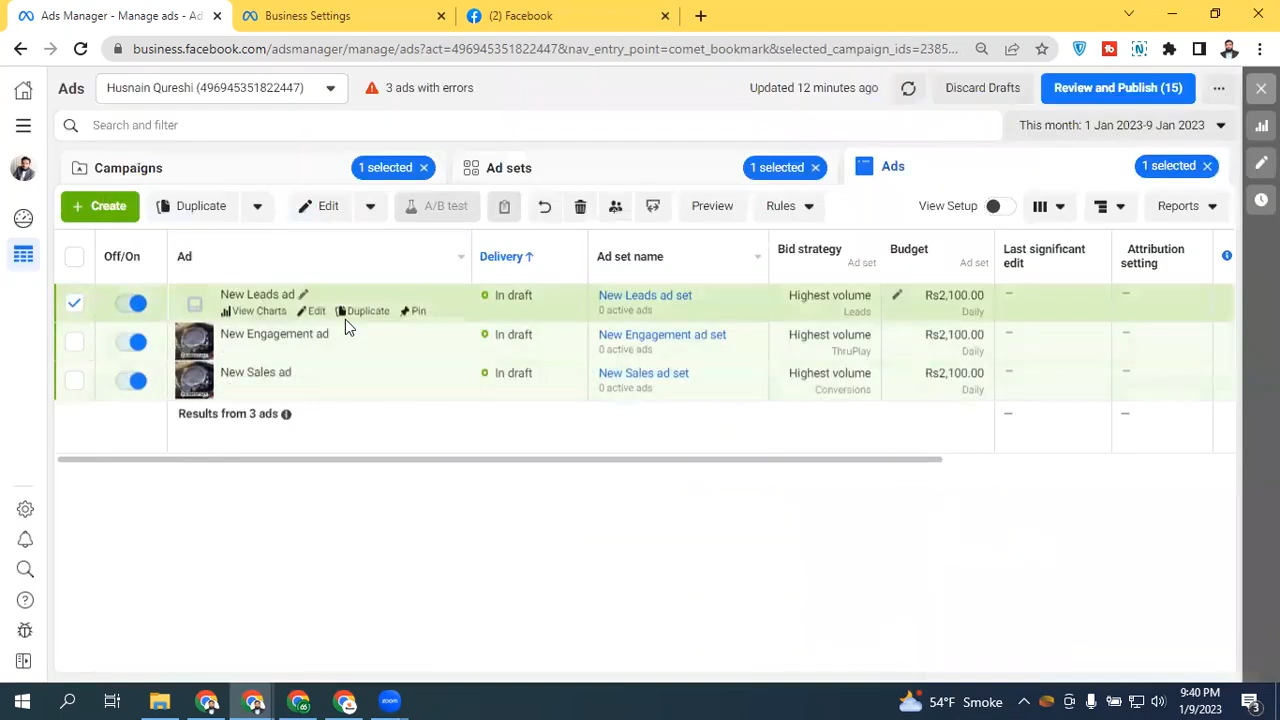 Ads Manager - Manage ads - Ad
Business Settings
(2) Facebook
business.facebook.com/adsmanager/manage/ads?act=496945351822447&nav_entry_point=comet_bookmark&selected_campaign_ids=2385...
Ads
Husnain Qureshi (496945351822447)
3 ads with errors
Updated 12 minutes ago
Discard Drafts
Review and Publish (15)
Search and filter
This month: 1 Jan 2023-9 Jan 2023
Campaigns
1 selected
Ad sets
1 selected
Ads
1 selected
+ Create
Duplicate
Edit
A/B test
Preview
Rules
View Setup
Reports
Off/On
Ad
Delivery ↑
Ad set name
Bid strategy
Ad set
Budget
Ad set
Last significant edit
Attribution setting
New Leads ad
View Charts Edit Duplicate Pin
In draft
New Leads ad set
0 active ads
Highest volume
Leads
Rs2,100.00
Daily
–
–
New Engagement ad
In draft
New Engagement ad set
0 active ads
Highest volume
ThruPlay
Rs2,100.00
Daily
–
–
New Sales ad
In draft
New Sales ad set
0 active ads
Highest volume
Conversions
Rs2,100.00
Daily
–
–
Results from 3 ads
–
–
zoom
54°F Smoke
9:40 PM
1/9/2023
3